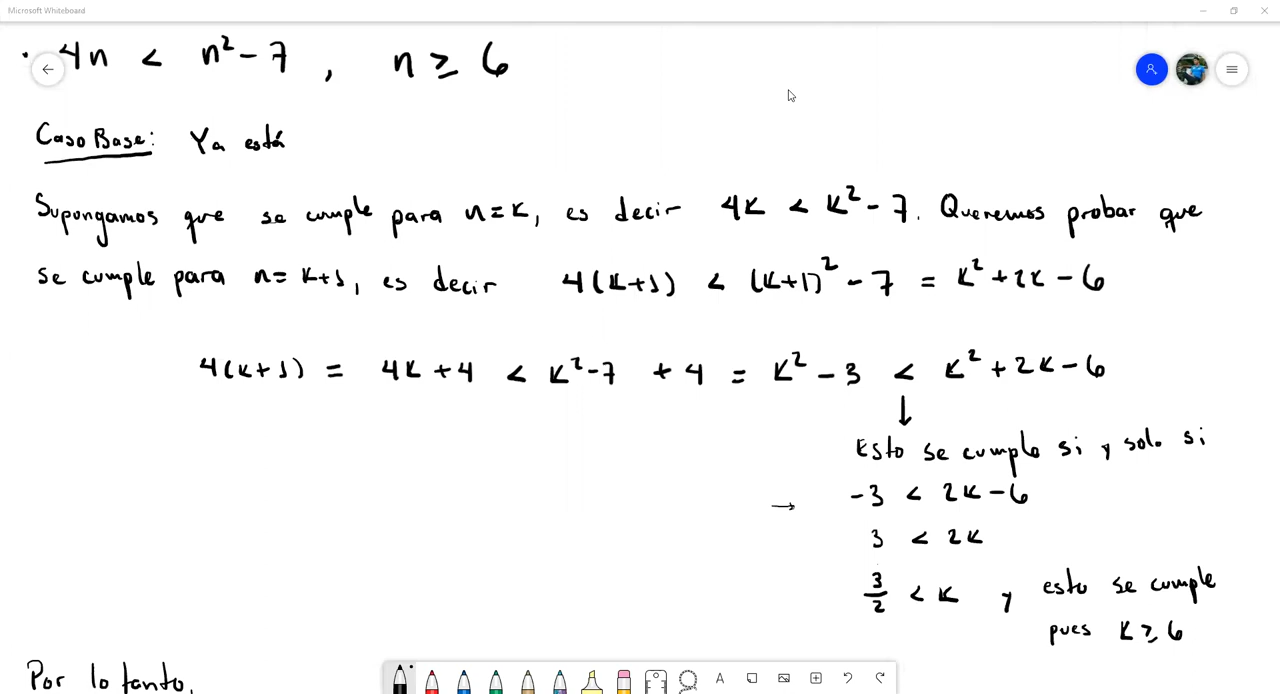 Microsoft Whiteboard
· 4n < n² - 7 , n ≥ 6
Caso Base: Ya está
Supongamos que se cumple para n=k, es decir 4k < k² - 7. Queremos probar que
se cumple para n= k+1, es decir 4(k+1) < (k+1)² - 7 = k² + 2k - 6
4(k+1) = 4k+4 < k²-7 + 4 = k² - 3 < k² + 2k - 6
↓
Esto se cumple si y solo si
→ -3 < 2k - 6
3 < 2k
3/2 < k y esto se cumple
pues k ≥ 6
Por lo tanto,